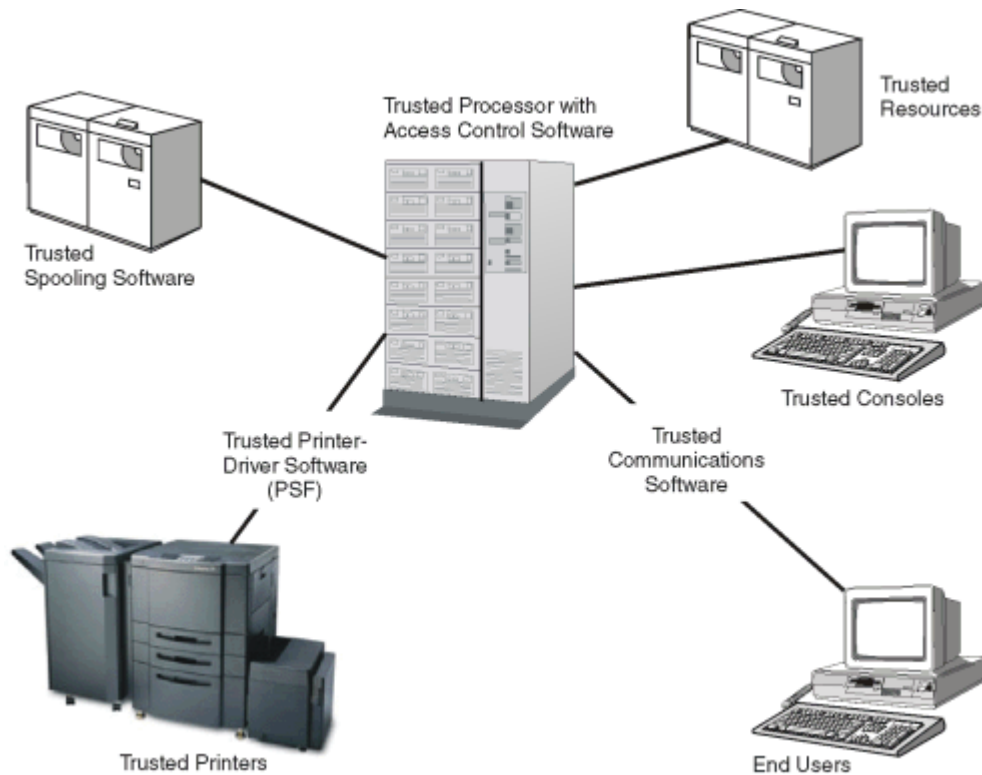 Trusted Processor with
Access Control Software
Trusted
Resources
Trusted
Spooling Software
Trusted Consoles
Trusted Printer-
Driver Software
(PSF)
Trusted
Communications
Software
Trusted Printers
End Users